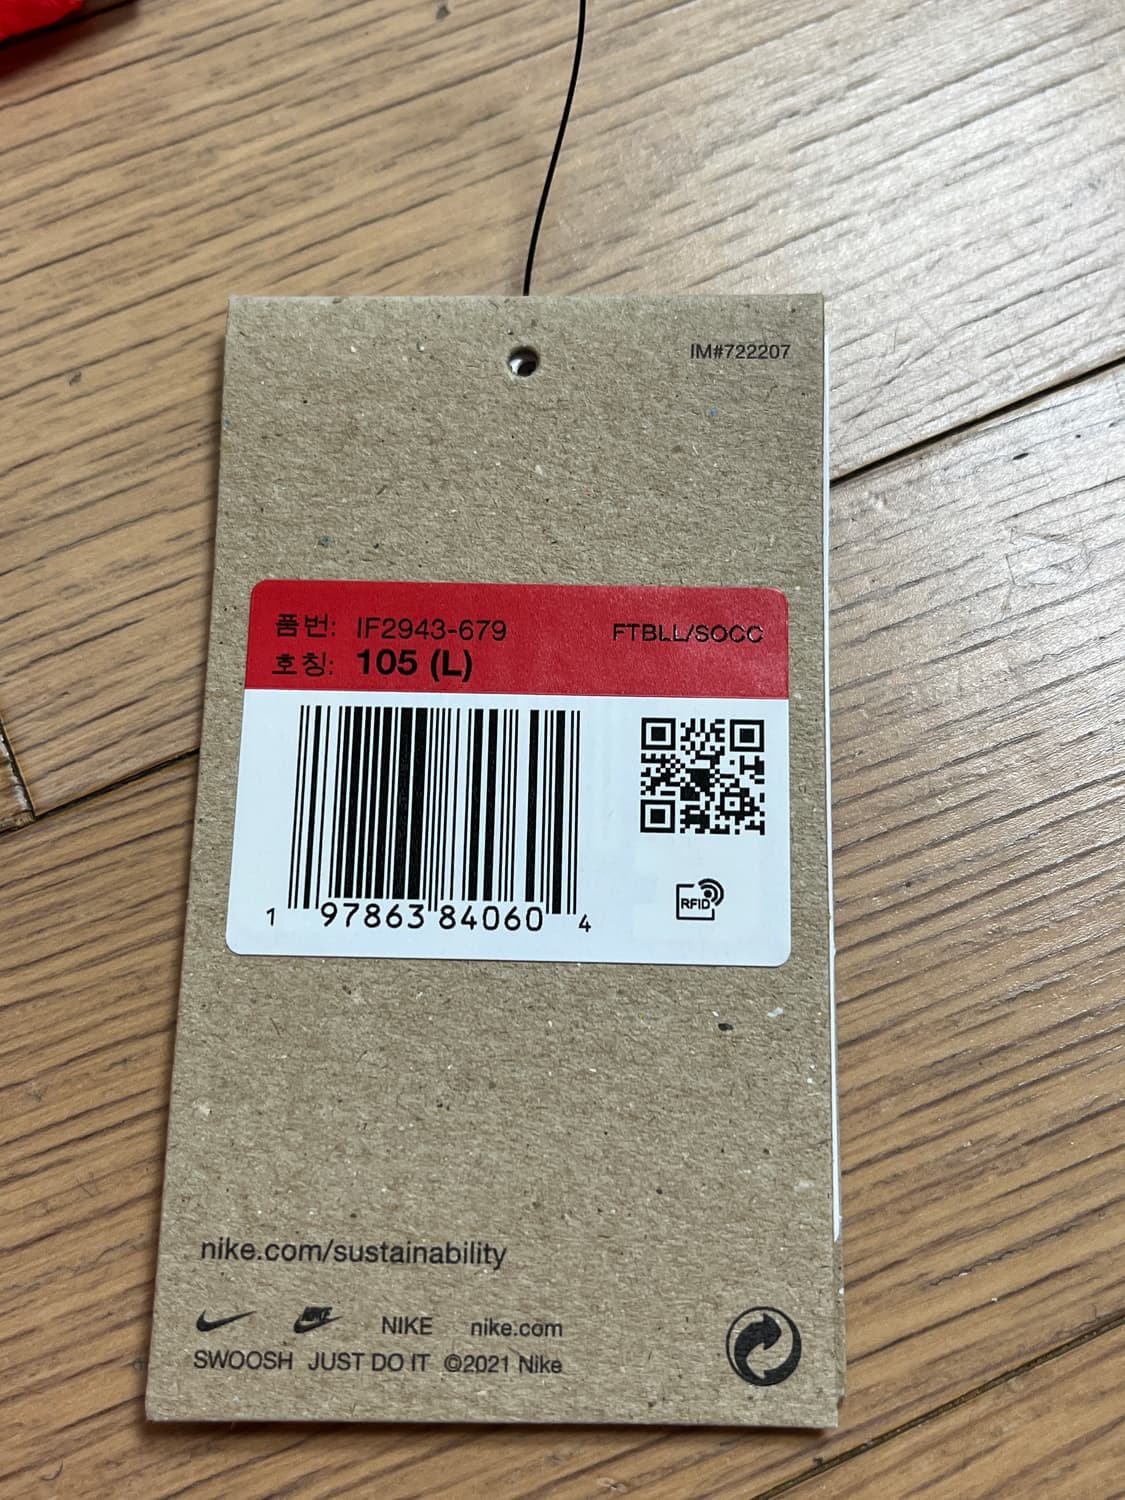 IM#722207
품번: IF2943-679 FTBLL/SOCC
호칭: 105 (L)
1 97863 84060 4
RFID
nike.com/sustainability
NIKE NIKE nike.com
SWOOSH JUST DO IT ©2021 Nike